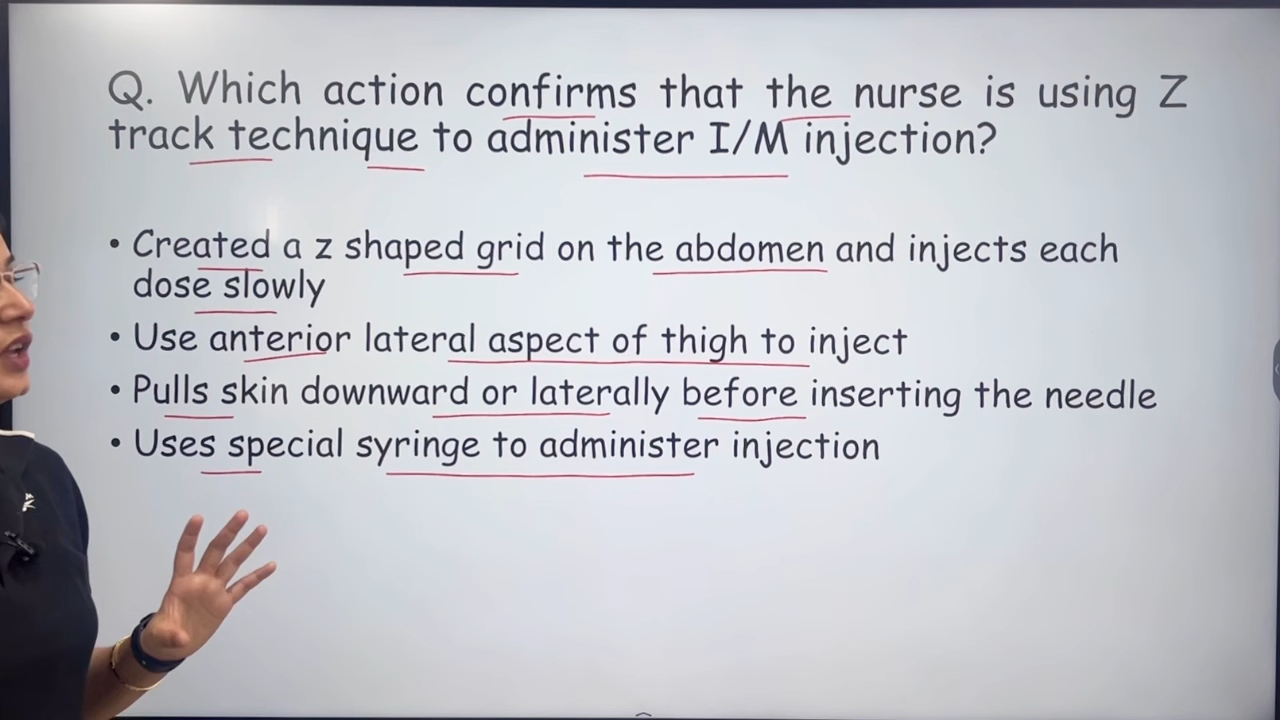 Q. Which action confirms that the nurse is using Z
track technique to administer I/M injection?
• Created a z shaped grid on the abdomen and injects each
dose slowly
• Use anterior lateral aspect of thigh to inject
• Pulls skin downward or laterally before inserting the needle
• Uses special syringe to administer injection